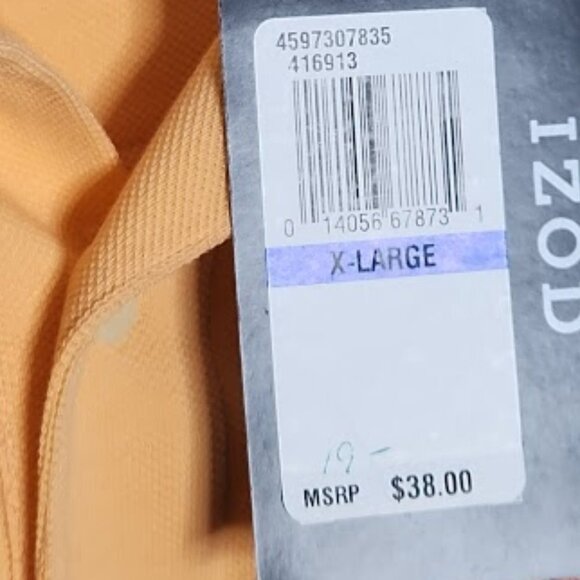 4597307835
416913
0 14056 67873 1
X-LARGE
19-
MSRP $38.00
IZOD